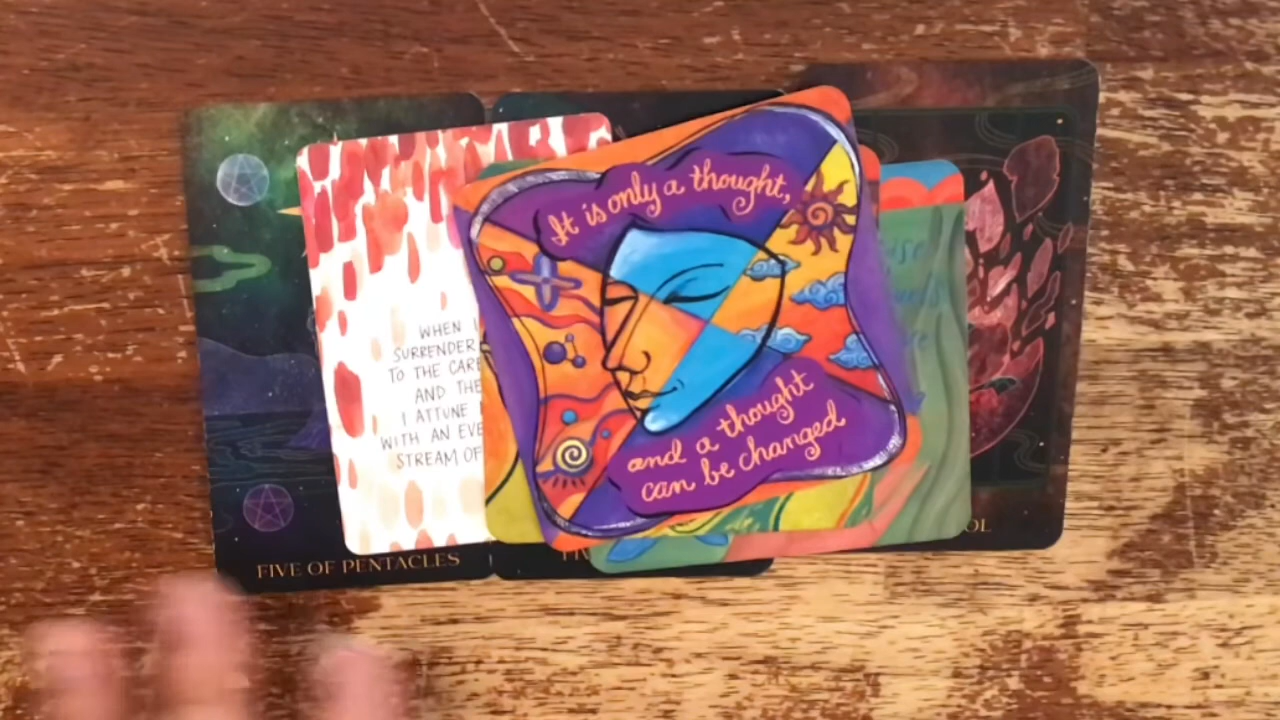 It is only a thought,
and a thought
can be changed
WHEN
SURRENDER
TO THE CARE
AND THE
I ATTUNE
WITH AN EVE
STREAM OF
FIVE OF PENTACLES
OL